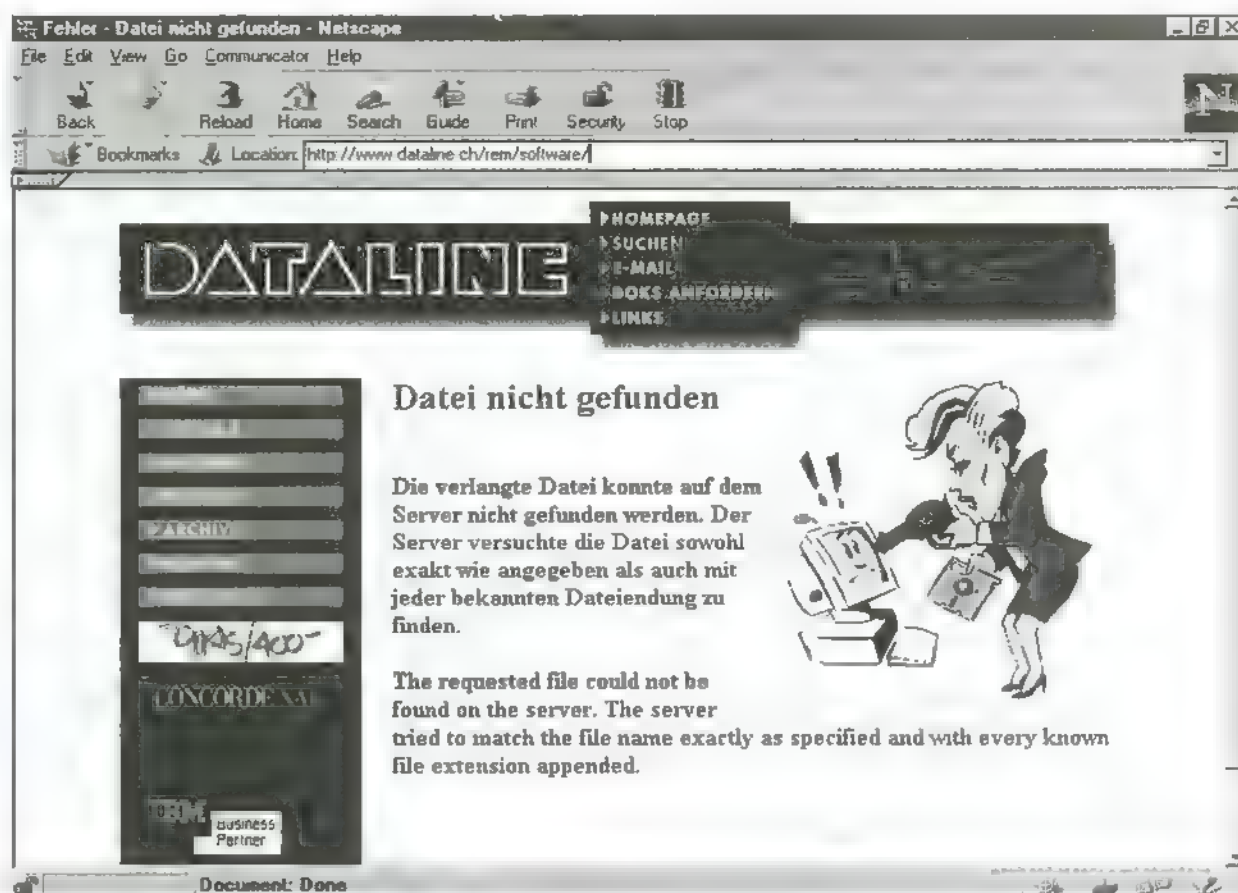 Fehler - Datei nicht gefunden - Netscape
File Edit View Go Communicator Help
Back Reload Home Search Guide Print Security Stop
Bookmarks Location: http://www.dataline.ch/rem/software/
DATALINE
HOMEPAGE
SUCHEN
E-MAIL
DOKS ANFORDERN
LINKS
ARCHIV
CONCORDE XAL
Business
Partner
Datei nicht gefunden
Die verlangte Datei konnte auf dem
Server nicht gefunden werden. Der
Server versuchte die Datei sowohl
exakt wie angegeben als auch mit
jeder bekannten Dateiendung zu
finden.
The requested file could not be
found on the server. The server
tried to match the file name exactly as specified and with every known
file extension appended.
Document: Done